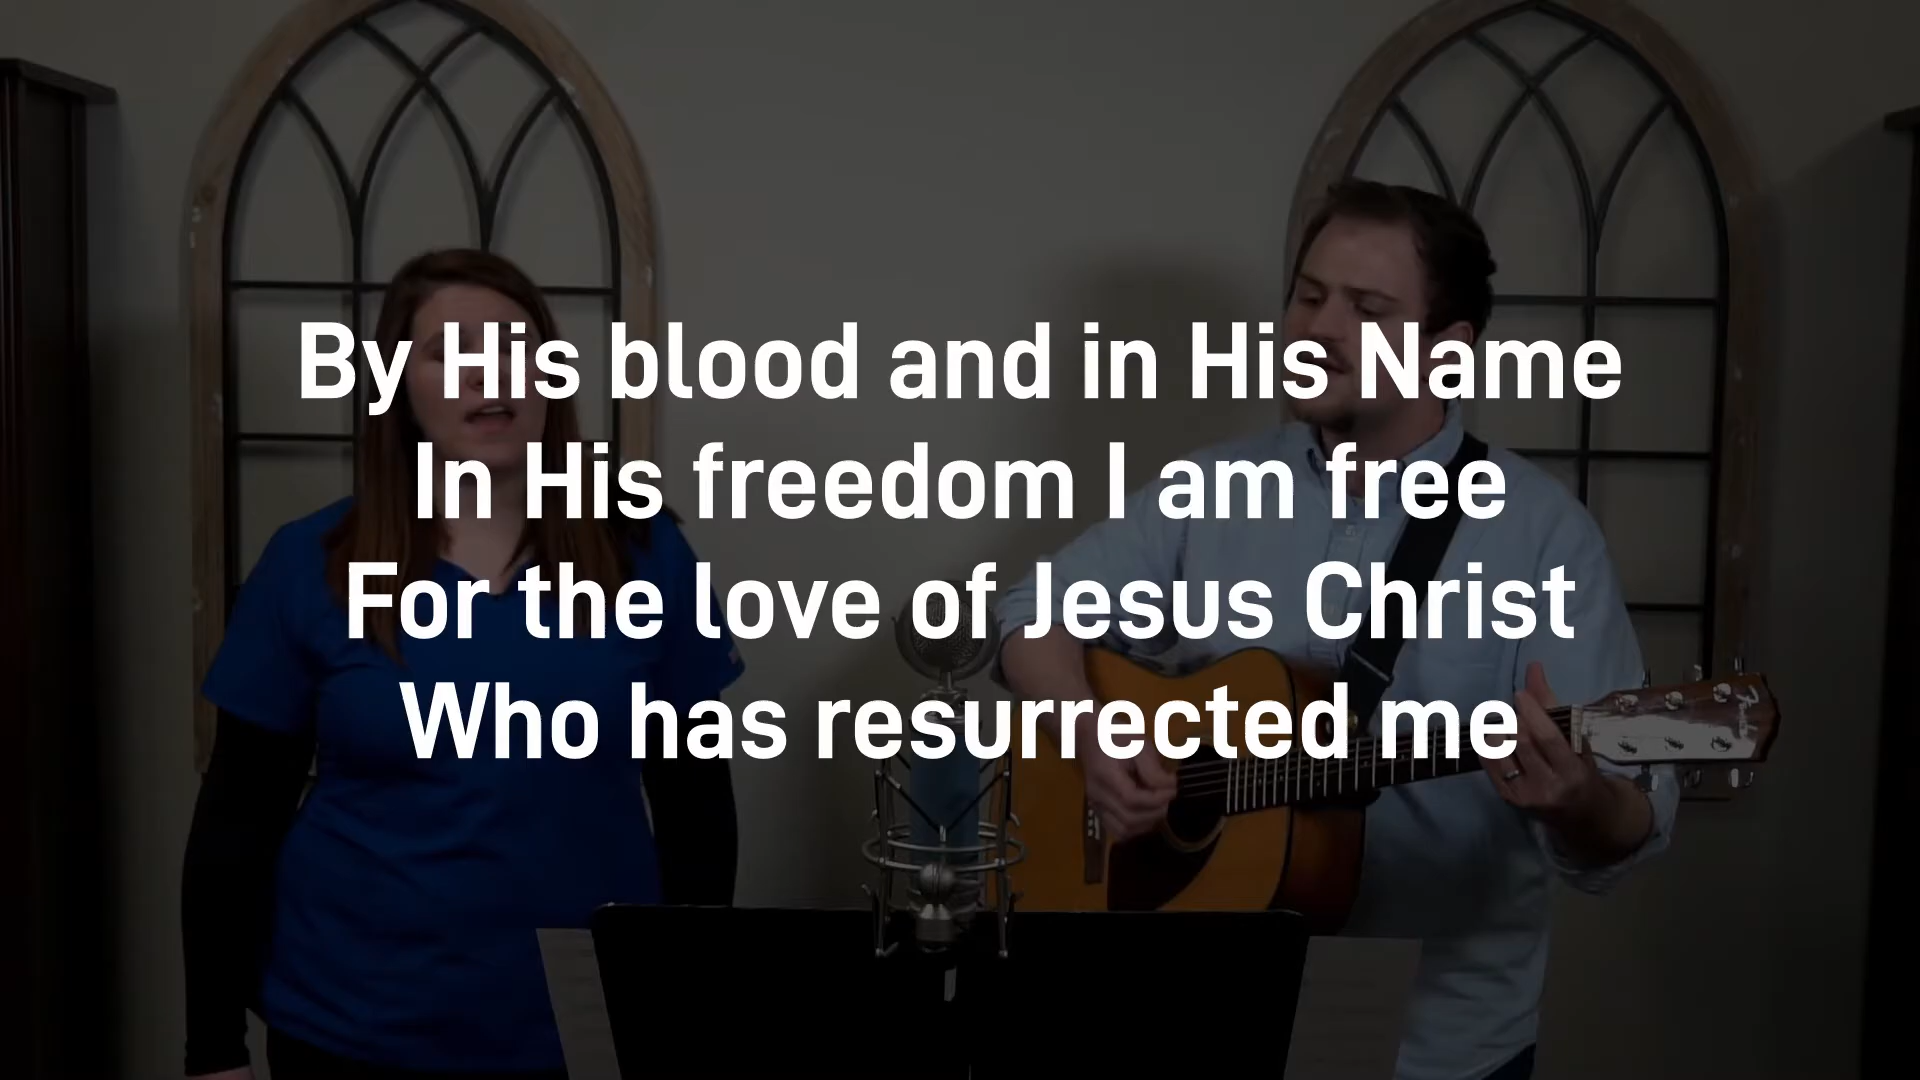 By His blood and in His Name
In His freedom I am free
For the love of Jesus Christ
Who has resurrected me
Fender